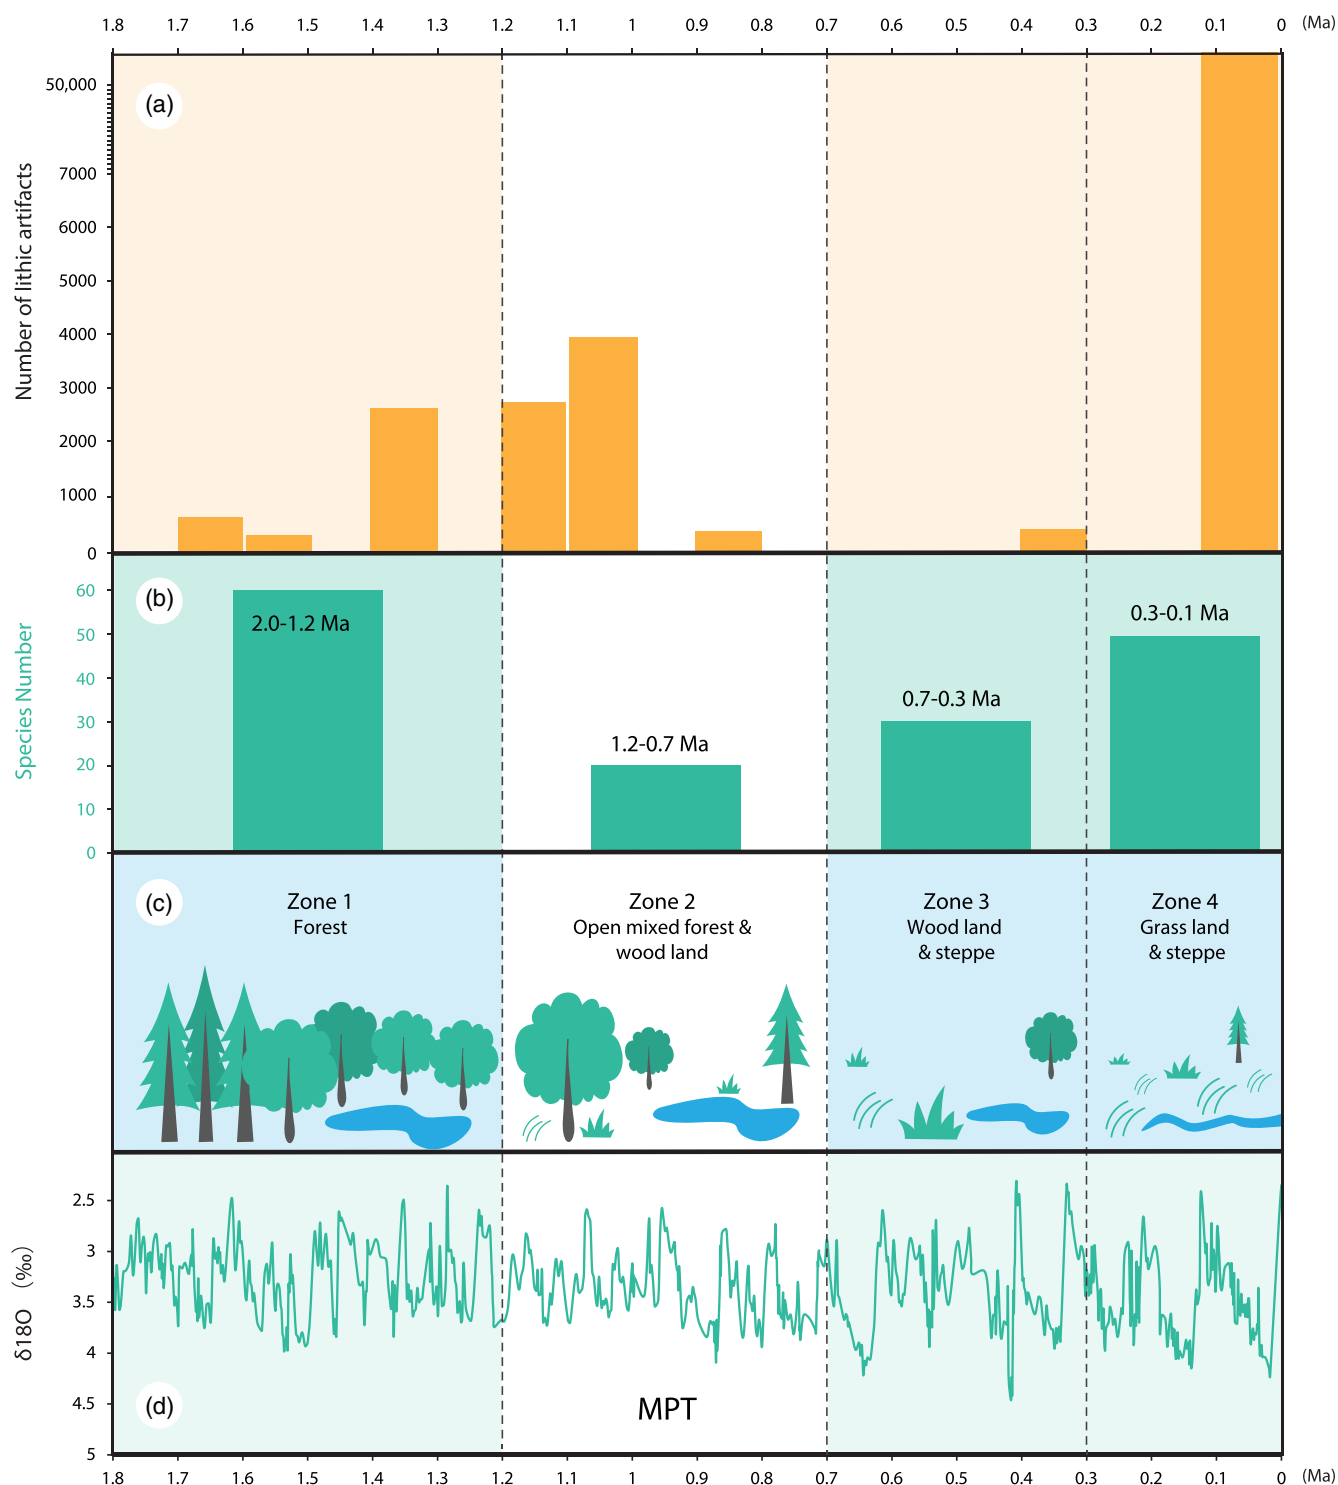 1.8 1.7 1.6 1.5 1.4 1.3 1.2 1.1 1 0.9 0.8 0.7 0.6 0.5 0.4 0.3 0.2 0.1 0 (Ma)
(a)
Number of lithic artifacts
50,000
7000
6000
5000
4000
3000
2000
1000
0
(b)
Species Number
60
50
40
30
20
10
0
2.0-1.2 Ma
1.2-0.7 Ma
0.7-0.3 Ma
0.3-0.1 Ma
(c)
Zone 1
Forest
Zone 2
Open mixed forest &
wood land
Zone 3
Wood land
& steppe
Zone 4
Grass land
& steppe
δ18O (‰)
2.5
3
3.5
4
4.5
5
(d)
MPT
1.8 1.7 1.6 1.5 1.4 1.3 1.2 1.1 1 0.9 0.8 0.7 0.6 0.5 0.4 0.3 0.2 0.1 0 (Ma)